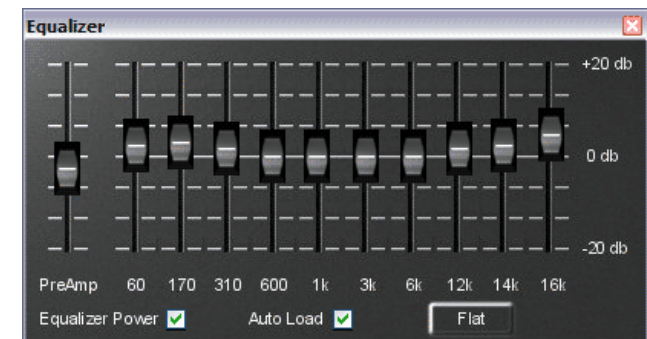 Equalizer
+20 db
0 db
-20 db
PreAmp 60 170 310 600 1k 3k 6k 12k 14k 16k
Equalizer Power Auto Load Flat